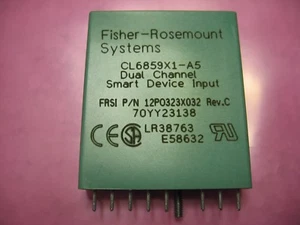 Fisher-Rosemount
Systems
CL6859X1-A5
Dual Channel
Smart Device Input
FRSI P/N 12P0323X032 Rev.C
70YY23138
LR38763
E58632